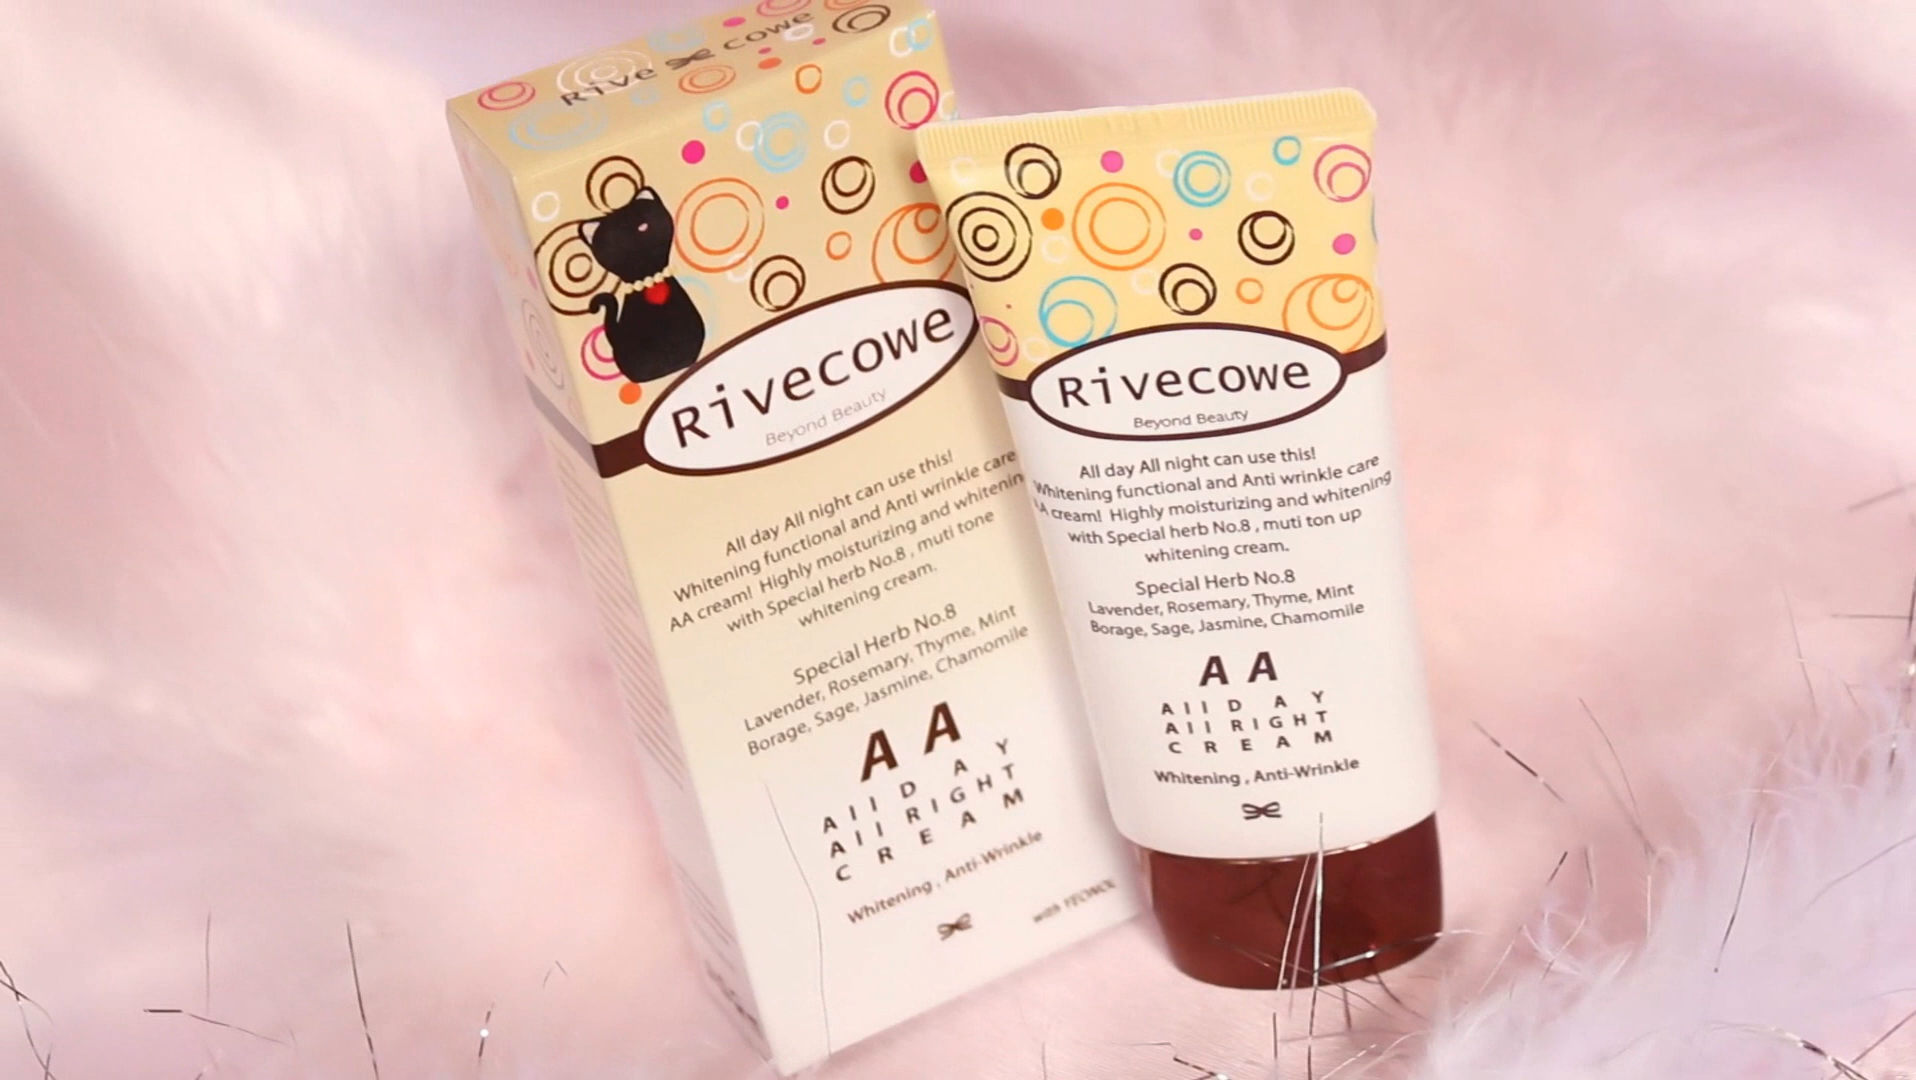 Rive cowe
Rivecowe
Beyond Beauty
All day All night can use this!
Whitening functional and Anti wrinkle care
AA cream! Highly moisturizing and whitening
with Special herb No.8 , muti tone
whitening cream.
Special Herb No.8
Lavender, Rosemary, Thyme, Mint
Borage, Sage, Jasmine, Chamomile
A A
All DAY
All RIGHT
CREAM
Whitening , Anti-Wrinkle
with YEONOL
Rivecowe
Beyond Beauty
All day All night can use this!
Whitening functional and Anti wrinkle care
AA cream! Highly moisturizing and whitening
with Special herb No.8 , muti ton up
whitening cream.
Special Herb No.8
Lavender, Rosemary, Thyme, Mint
Borage, Sage, Jasmine, Chamomile
A A
All DAY
All RIGHT
CREAM
Whitening , Anti-Wrinkle